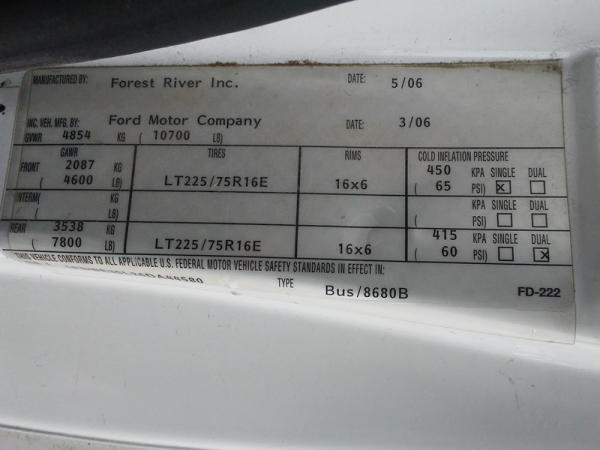 MANUFACTURED BY: Forest River Inc. DATE: 5/06
INC. VEH. MFG. BY: Ford Motor Company DATE: 3/06
GVWR 4854 KG ( 10700 LB)
GAWR TIRES RIMS COLD INFLATION PRESSURE
FRONT 2087 KG 450 KPA SINGLE DUAL
( 4600 LB) LT225/75R16E 16x6 ( 65 PSI) x
INTERM( KG KPA SINGLE DUAL
LB) ( PSI)
REAR 3538 KG 415 KPA SINGLE DUAL
( 7800 LB) LT225/75R16E 16x6 ( 60 PSI) x
THIS VEHICLE CONFORMS TO ALL APPLICABLE U.S. FEDERAL MOTOR VEHICLE SAFETY STANDARDS IN EFFECT IN:
TYPE Bus/8680B FD-222